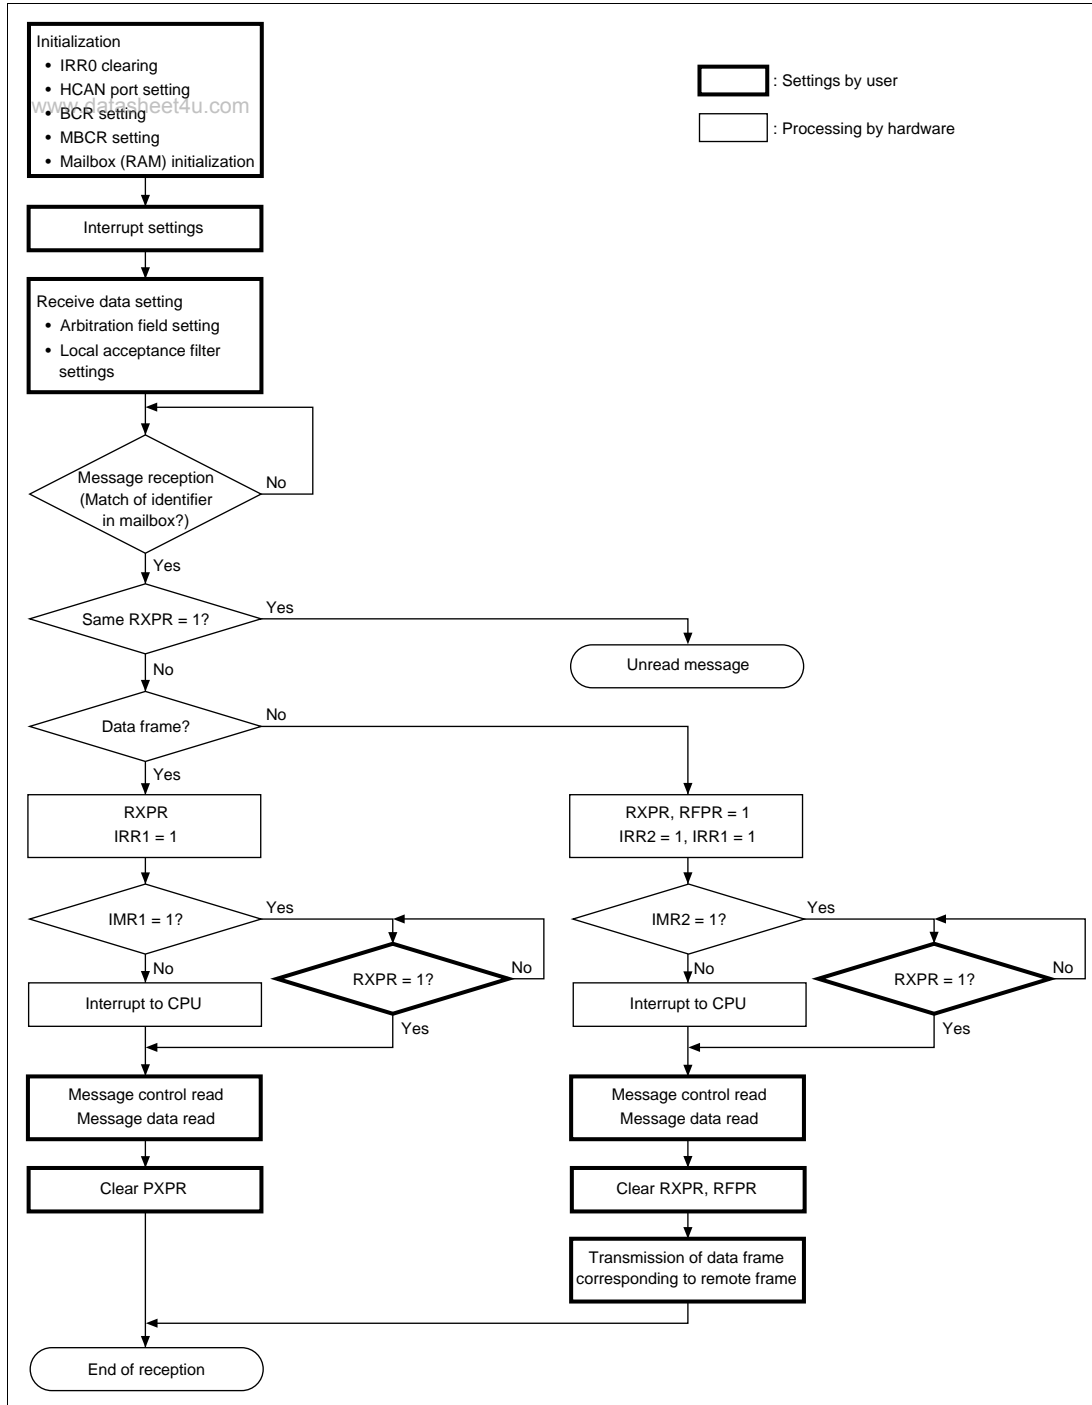 Initialization
• IRR0 clearing
• HCAN port setting
www.datasheet4u.com
• BCR setting
• MBCR setting
• Mailbox (RAM) initialization
: Settings by user
: Processing by hardware
Interrupt settings
Receive data setting
• Arbitration field setting
• Local acceptance filter
settings
Message reception
(Match of identifier
in mailbox?)
No
Yes
Same RXPR = 1?
Yes
Unread message
No
Data frame?
No
Yes
RXPR
IRR1 = 1
RXPR, RFPR = 1
IRR2 = 1, IRR1 = 1
IMR1 = 1?
Yes
IMR2 = 1?
Yes
No
RXPR = 1?
No
No
RXPR = 1?
No
Interrupt to CPU
Yes
Interrupt to CPU
Yes
Message control read
Message data read
Message control read
Message data read
Clear PXPR
Clear RXPR, RFPR
Transmission of data frame
corresponding to remote frame
End of reception